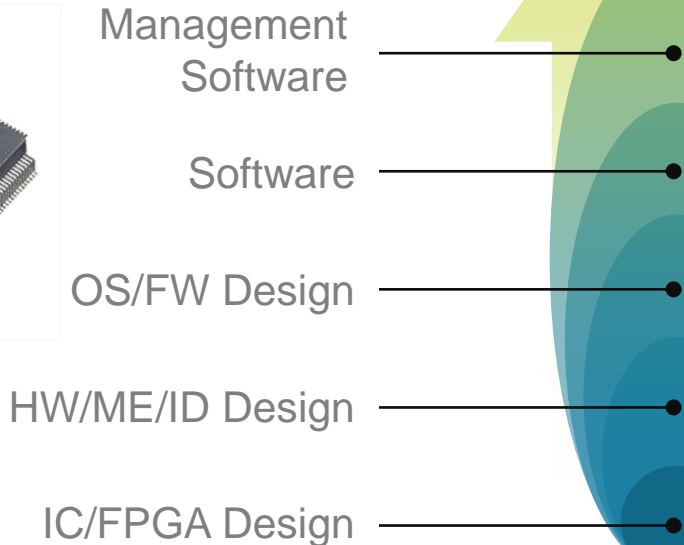 Management
Software
Software
OS/FW Design
HW/ME/ID Design
IC/FPGA Design